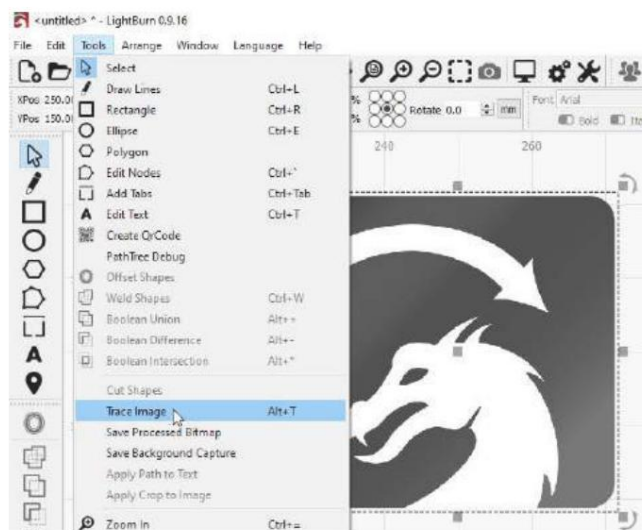 <untitled> * - LightBurn 0.9.16
File Edit Tools Arrange Window Language Help
XPos 250.0
YPos 150.0
% Rotate 0.0 mm
%
Font Arial
Bold
240 260
Select
Draw Lines Ctrl+L
Rectangle Ctrl+R
Ellipse Ctrl+E
Polygon
Edit Nodes Ctrl+`
Add Tabs Ctrl+Tab
Edit Text Ctrl+T
Create QrCode
PathTree Debug
Offset Shapes
Weld Shapes Ctrl+W
Boolean Union Alt++
Boolean Difference Alt+-
Boolean Intersection Alt+*
Cut Shapes
Trace Image Alt+T
Save Processed Bitmap
Save Background Capture
Apply Path to Text
Apply Crop to Image
Zoom In Ctrl+=